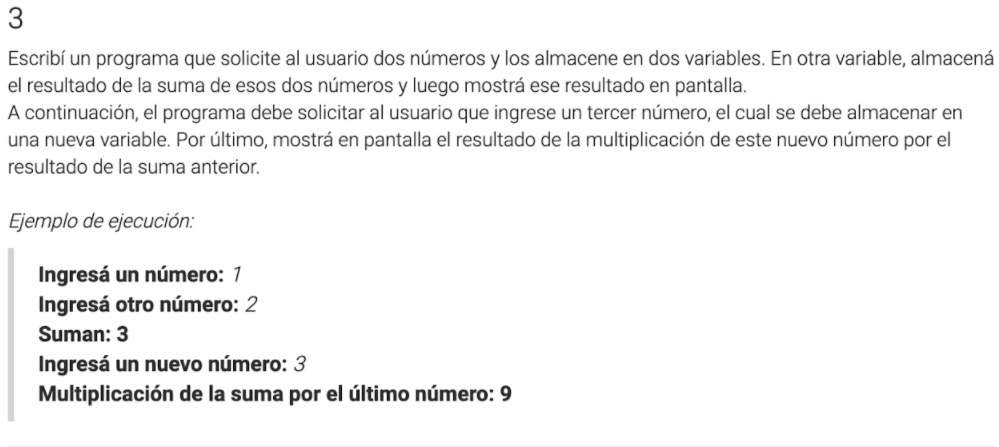 3
Escribí un programa que solicite al usuario dos números y los almacene en dos variables. En otra variable, almacená
el resultado de la suma de esos dos números y luego mostrá ese resultado en pantalla.
A continuación, el programa debe solicitar al usuario que ingrese un tercer número, el cual se debe almacenar en
una nueva variable. Por último, mostrá en pantalla el resultado de la multiplicación de este nuevo número por el
resultado de la suma anterior.
Ejemplo de ejecución:
Ingresá un número: 1
Ingresá otro número: 2
Suman: 3
Ingresá un nuevo número: 3
Multiplicación de la suma por el último número: 9